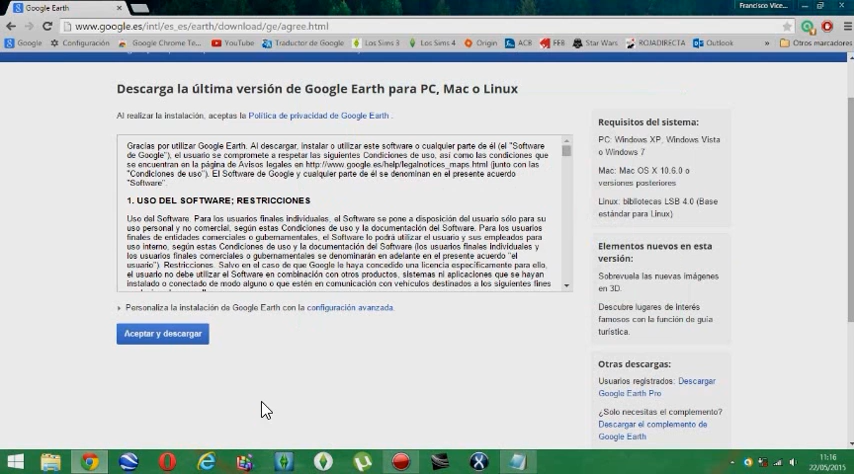 Google Earth
Francisco Vice...
www.google.es/intl/es_es/earth/download/ge/agree.html
Google
Configuración
Google Chrome Te...
YouTube
Traductor de Google
Los Sims 3
Los Sims 4
Origin
ACB
FEB
Star Wars
ROJADIRECTA
Outlook
»
Otros marcadores
Descarga la última versión de Google Earth para PC, Mac o Linux
Al realizar la instalación, aceptas la Política de privacidad de Google Earth .
Gracias por utilizar Google Earth. Al descargar, instalar o utilizar este software o cualquier parte de él (el "Software
de Google"), el usuario se compromete a respetar las siguientes Condiciones de uso, así como las condiciones que
se encuentran en la página de Avisos legales en http://www.google.es/help/legalnotices_maps.html (junto con las
"Condiciones de uso"). El Software de Google y cualquier parte de él se denominan en el presente acuerdo
"Software".
1. USO DEL SOFTWARE; RESTRICCIONES
Uso del Software. Para los usuarios finales individuales, el Software se pone a disposición del usuario sólo para su
uso personal y no comercial, según estas Condiciones de uso y la documentación del Software. Para los usuarios
finales de entidades comerciales o gubernamentales, el Software lo podrá utilizar el usuario y sus empleados para
uso interno, según estas Condiciones de uso y la documentación del Software (los usuarios finales individuales y
los usuarios finales comerciales o gubernamentales se denominarán en adelante en el presente acuerdo "el
usuario"). Restricciones. Salvo en el caso de que Google le haya concedido una licencia específicamente para ello,
el usuario no debe utilizar el Software en combinación con otros productos, sistemas ni aplicaciones que se hayan
instalado o conectado de modo alguno o que estén en comunicación con vehículos destinados a los siguientes fines
Personaliza la instalación de Google Earth con la configuración avanzada.
Aceptar y descargar
Requisitos del sistema:
PC: Windows XP, Windows Vista
o Windows 7
Mac: Mac OS X 10.6.0 o
versiones posteriores
Linux: bibliotecas LSB 4.0 (Base
estándar para Linux)
Elementos nuevos en esta
versión:
Sobrevuela las nuevas imágenes
en 3D.
Descubre lugares de interés
famosos con la función de guía
turística.
Otras descargas:
Usuarios registrados: Descargar
Google Earth Pro
¿Solo necesitas el complemento?
Descargar el complemento de
Google Earth
11:16
22/05/2015